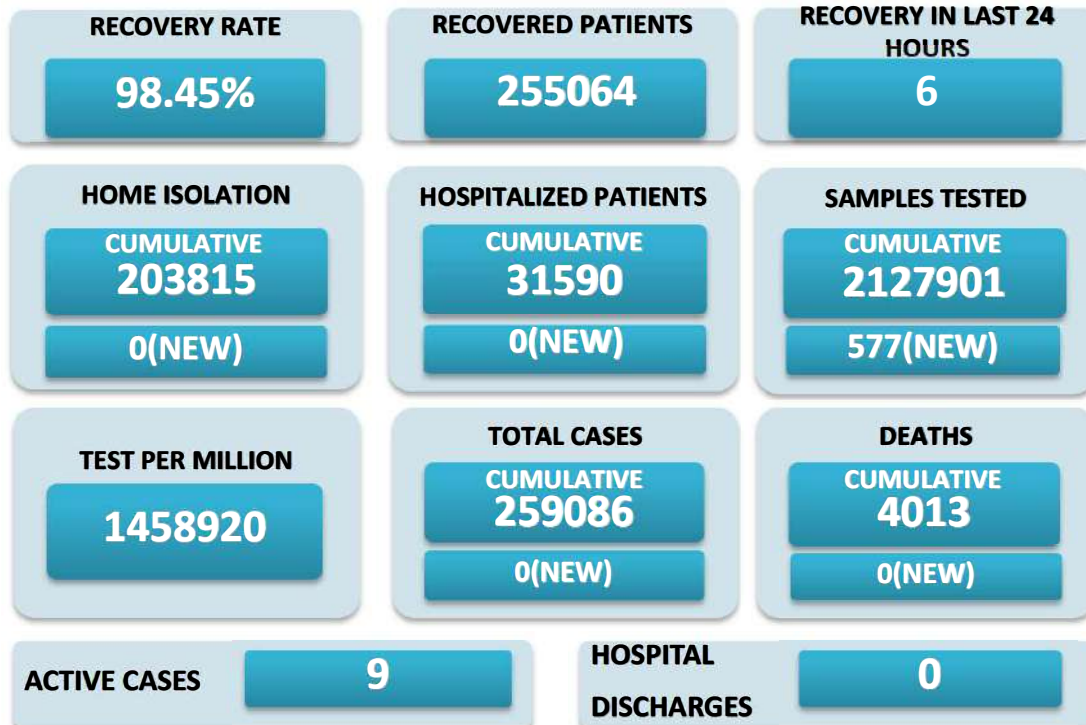 RECOVERY RATE
98.45%
RECOVERED PATIENTS
255064
RECOVERY IN LAST 24
HOURS
6
HOME ISOLATION
CUMULATIVE
203815
0(NEW)
HOSPITALIZED PATIENTS
CUMULATIVE
31590
0(NEW)
SAMPLES TESTED
CUMULATIVE
2127901
577(NEW)
TEST PER MILLION
1458920
TOTAL CASES
CUMULATIVE
259086
0(NEW)
DEATHS
CUMULATIVE
4013
0(NEW)
ACTIVE CASES
9
HOSPITAL
DISCHARGES
0